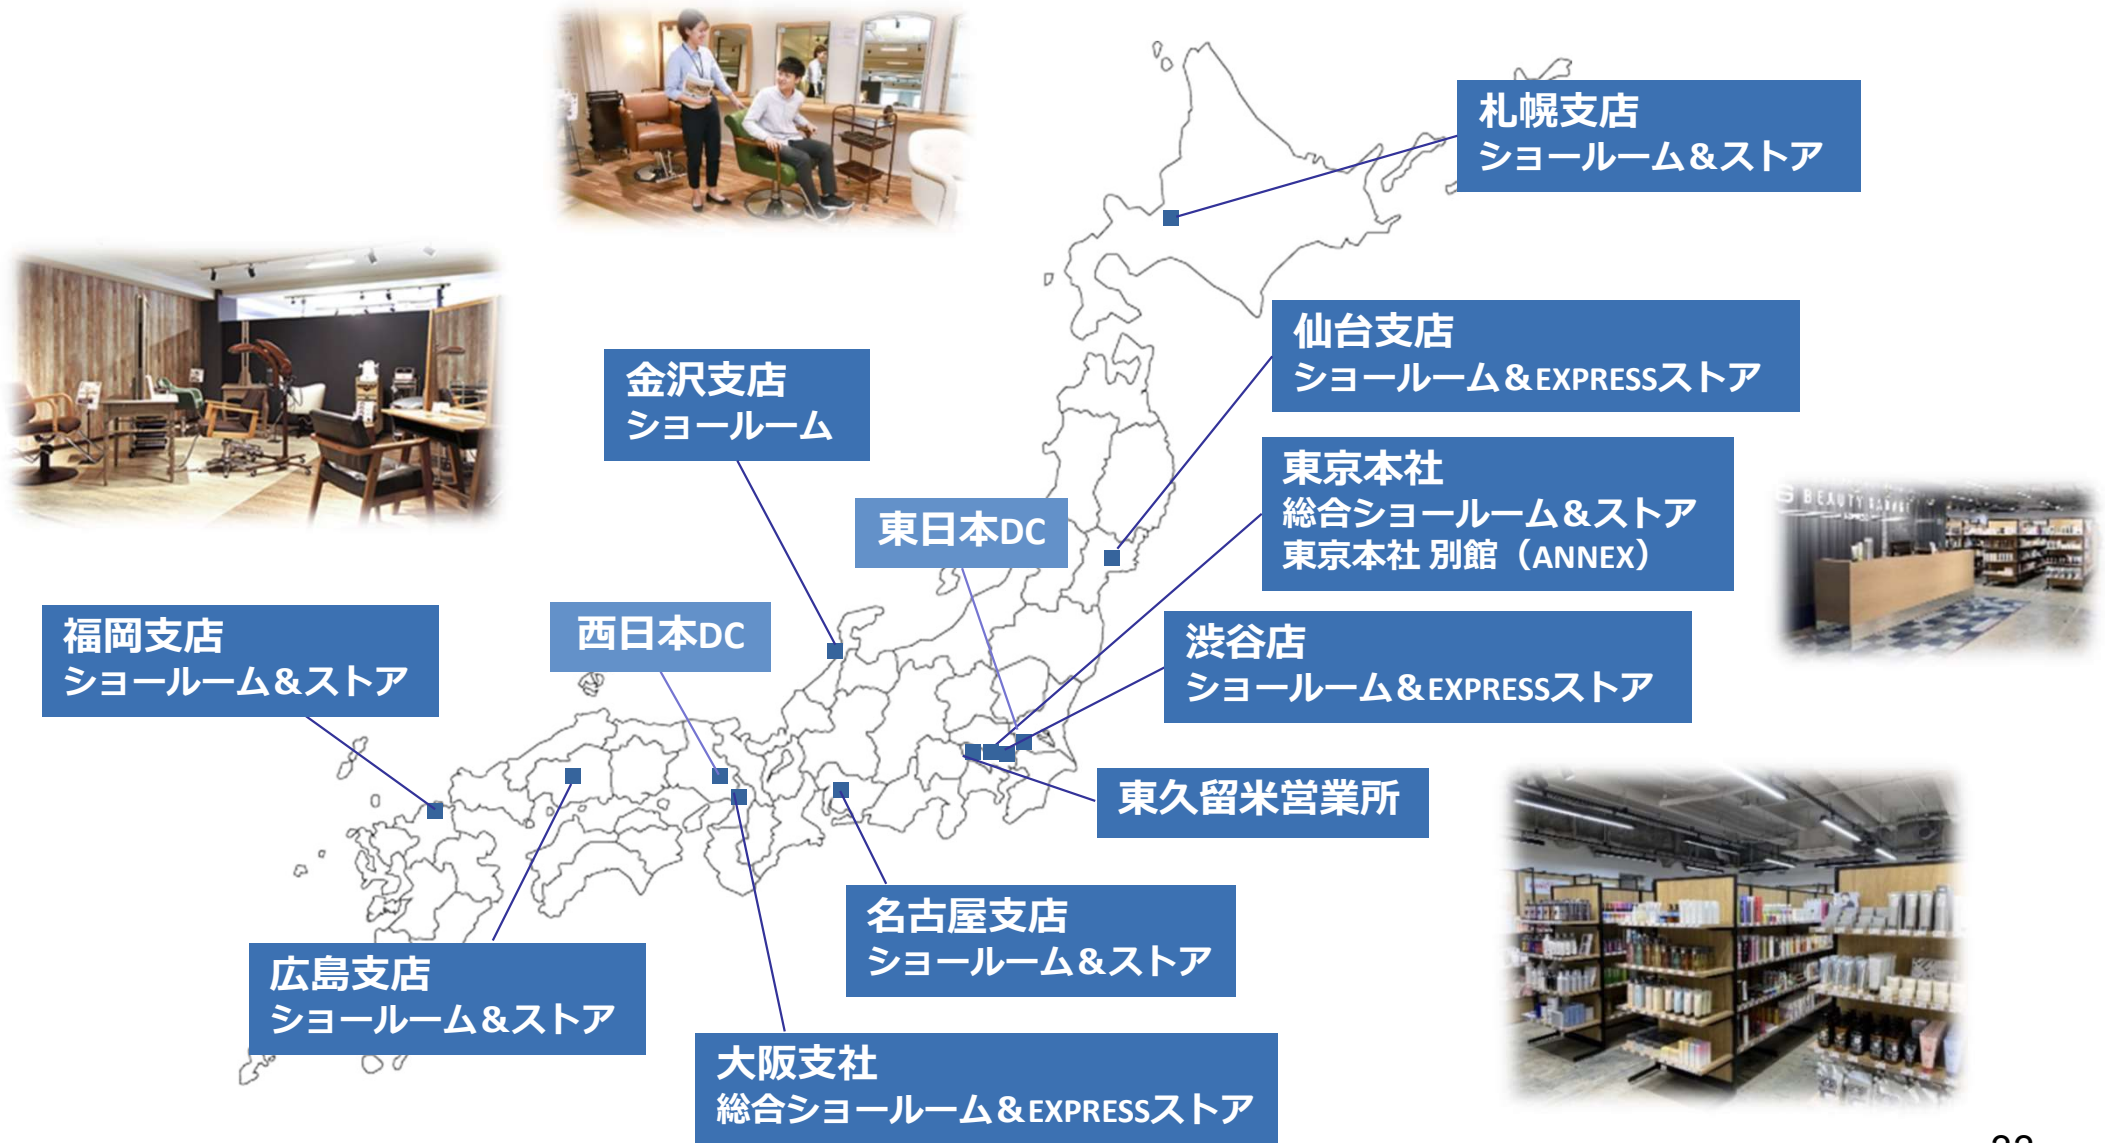 札幌支店
ショールーム＆ストア
仙台支店
ショールーム＆EXPRESSストア
金沢支店
ショールーム
東京本社
総合ショールーム＆ストア
東京本社 別館（ANNEX）
東日本DC
BEAUTY GARAGE
福岡支店
ショールーム＆ストア
西日本DC
渋谷店
ショールーム＆EXPRESSストア
東久留米営業所
名古屋支店
ショールーム＆ストア
広島支店
ショールーム＆ストア
大阪支社
総合ショールーム＆EXPRESSストア